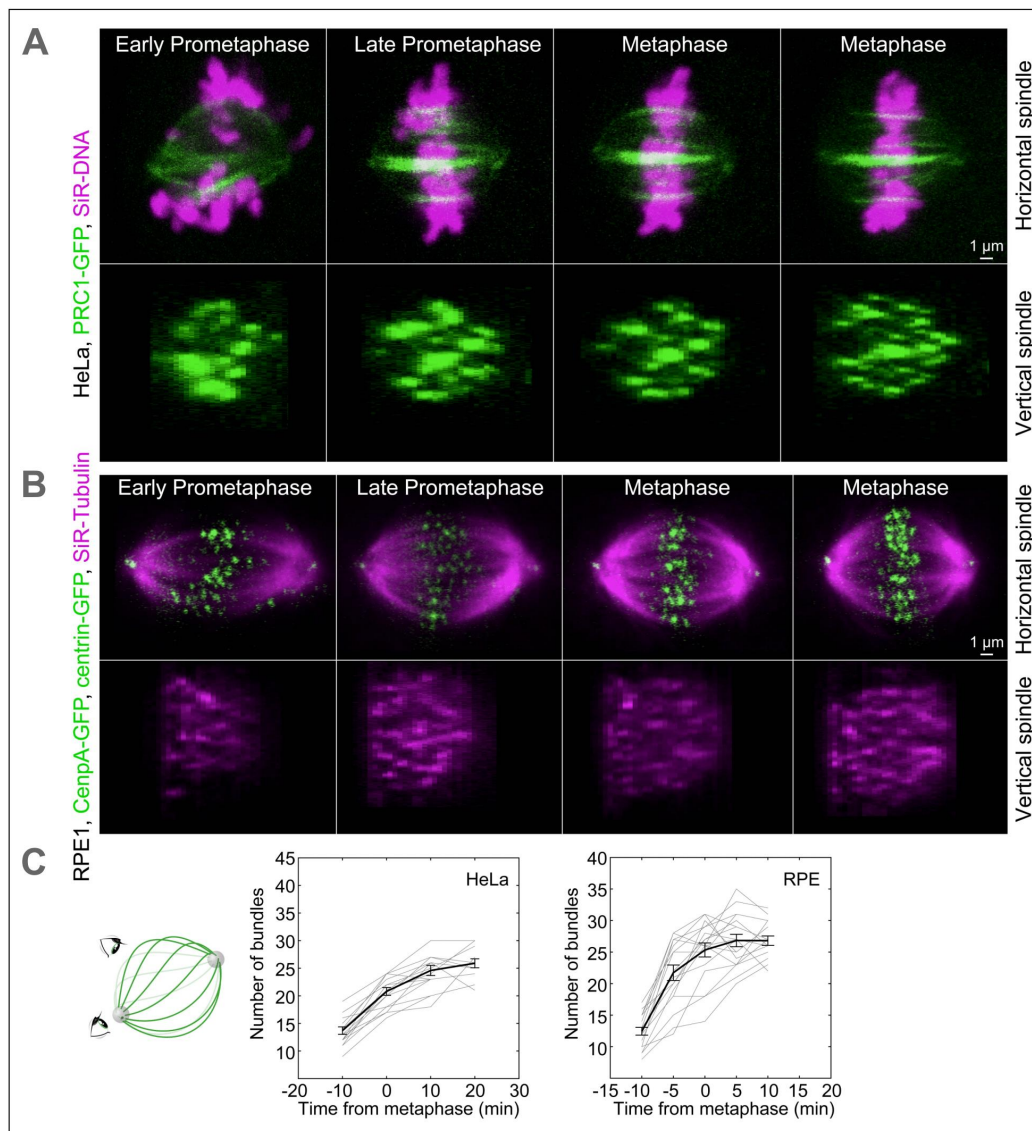 A
Early Prometaphase
Late Prometaphase
Metaphase
Metaphase
HeLa, PRC1-GFP, SiR-DNA
Horizontal spindle
1 µm
Vertical spindle
B
Early Prometaphase
Late Prometaphase
Metaphase
Metaphase
RPE1, CenpA-GFP, centrin-GFP, SiR-Tubulin
Horizontal spindle
1 µm
Vertical spindle
C
HeLa
Number of bundles
45
40
35
30
25
20
15
10
-20 -10 0 10 20 30
Time from metaphase (min)
RPE
Number of bundles
40
35
30
25
20
15
10
-15 -10 -5 0 5 10 15 20
Time from metaphase (min)